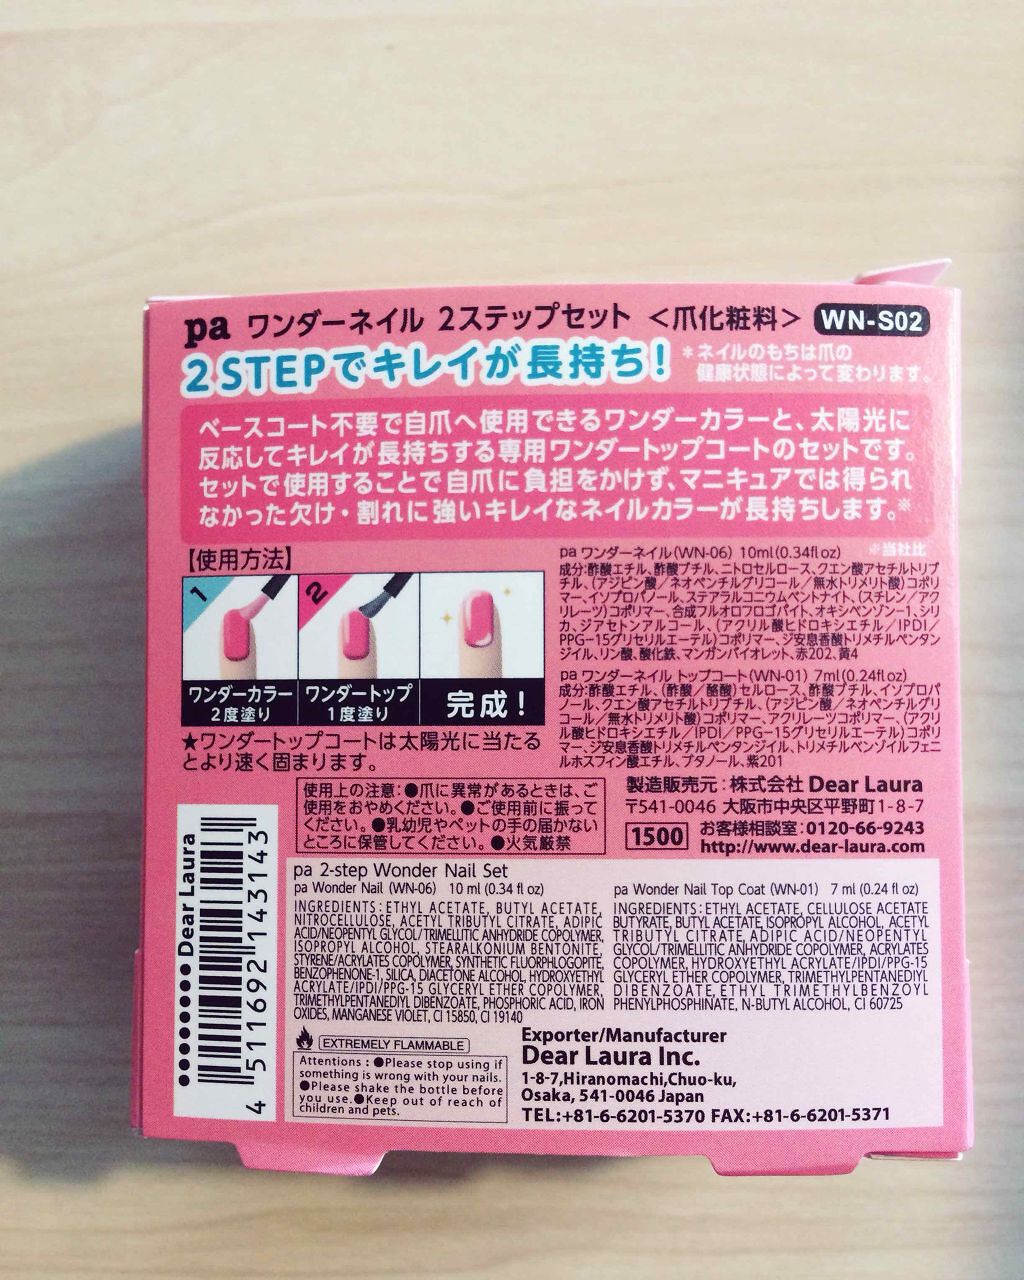 pa ワンダーネイル 2ステップセット <爪化粧料> WN-S02
2STEPでキレイが長持ち!
*ネイルのもちは爪の
健康状態によって変わります。
ベースコート不要で自爪へ使用できるワンダーカラーと、太陽光に
反応してキレイが長持ちする専用ワンダートップコートのセットです。
セットで使用することで自爪に負担をかけず、マニキュアでは得られ
なかった欠け・割れに強いキレイなネイルカラーが長持ちします。※
※当社比
【使用方法】
1
2
ワンダーカラー
2度塗り
ワンダートップ
1度塗り
完成!
★ワンダートップコートは太陽光に当たる
とより速く固まります。
pa ワンダーネイル(WN-06) 10ml(0.34fl oz)
成分:酢酸エチル、酢酸ブチル、ニトロセルロース、クエン酸アセチルトリブ
チル、(アジピン酸/ネオペンチルグリコール/無水トリメリト酸)コポリ
マー、イソプロパノール、ステアラルコニウムベントナイト、(スチレン/アク
リレーツ)コポリマー、合成フルオロフロゴパイト、オキシベンゾン-1、シリ
カ、ジアセトンアルコール、(アクリル酸ヒドロキシエチル/IPDI/
PPG-15グリセリルエーテル)コポリマー、ジ安息香酸トリメチルペンタン
ジイル、リン酸、酸化鉄、マンガンバイオレット、赤202、黄4
pa ワンダーネイル トップコート(WN-01) 7ml(0.24fl oz)
成分:酢酸エチル、(酢酸/酪酸)セルロース、酢酸ブチル、イソプロパ
ノール、クエン酸アセチルトリブチル、(アジピン酸/ネオペンチルグリ
コール/無水トリメリト酸)コポリマー、アクリレーツコポリマー、(アクリ
ル酸ヒドロキシエチル/IPDI/PPG-15グリセリルエーテル)コポリ
マー、ジ安息香酸トリメチルペンタンジイル、トリメチルベンゾイルフェニ
ルホスフィン酸エチル、ブタノール、紫201
使用上の注意:●爪に異常があるときは、ご
使用をおやめください。●ご使用前に振って
ください。●乳幼児やペットの手の届かない
ところに保管してください。●火気厳禁
製造販売元:株式会社 Dear Laura
〒541-0046 大阪市中央区平野町1-8-7
1500
お客様相談室:0120-66-9243
http://www.dear-laura.com
Dear Laura
4 511692 143143
pa 2-step Wonder Nail Set
pa Wonder Nail (WN-06) 10 ml (0.34 fl oz)
INGREDIENTS: ETHYL ACETATE, BUTYL ACETATE,
NITROCELLULOSE, ACETYL TRIBUTYL CITRATE, ADIPIC
ACID/NEOPENTYL GLYCOL/TRIMELLITIC ANHYDRIDE COPOLYMER,
ISOPROPYL ALCOHOL, STEARALKONIUM BENTONITE,
STYRENE/ACRYLATES COPOLYMER, SYNTHETIC FLUORPHLOGOPITE,
BENZOPHENONE-1, SILICA, DIACETONE ALCOHOL, HYDROXYETHYL
ACRYLATE/IPDI/PPG-15 GLYCERYL ETHER COPOLYMER,
TRIMETHYLPENTANEDIYL DIBENZOATE, PHOSPHORIC ACID, IRON
OXIDES, MANGANESE VIOLET, CI 15850, CI 19140
pa Wonder Nail Top Coat (WN-01) 7 ml (0.24 fl oz)
INGREDIENTS: ETHYL ACETATE, CELLULOSE ACETATE
BUTYRATE, BUTYL ACETATE, ISOPROPYL ALCOHOL, ACETYL
TRIBUTYL CITRATE, ADIPIC ACID/NEOPENTYL
GLYCOL/TRIMELLITIC ANHYDRIDE COPOLYMER, ACRYLATES
COPOLYMER, HYDROXYETHYL ACRYLATE/IPDI/PPG-15
GLYCERYL ETHER COPOLYMER, TRIMETHYLPENTANEDIYL
DIBENZOATE, ETHYL TRIMETHYLBENZOYL
PHENYLPHOSPHINATE, N-BUTYL ALCOHOL, CI 60725
EXTREMELY FLAMMABLE
Attentions : ●Please stop using if
something is wrong with your nails.
●Please shake the bottle before
you use.●Keep out of reach of
children and pets.
Exporter/Manufacturer
Dear Laura Inc.
1-8-7,Hiranomachi,Chuo-ku,
Osaka, 541-0046 Japan
TEL:+81-6-6201-5370 FAX:+81-6-6201-5371